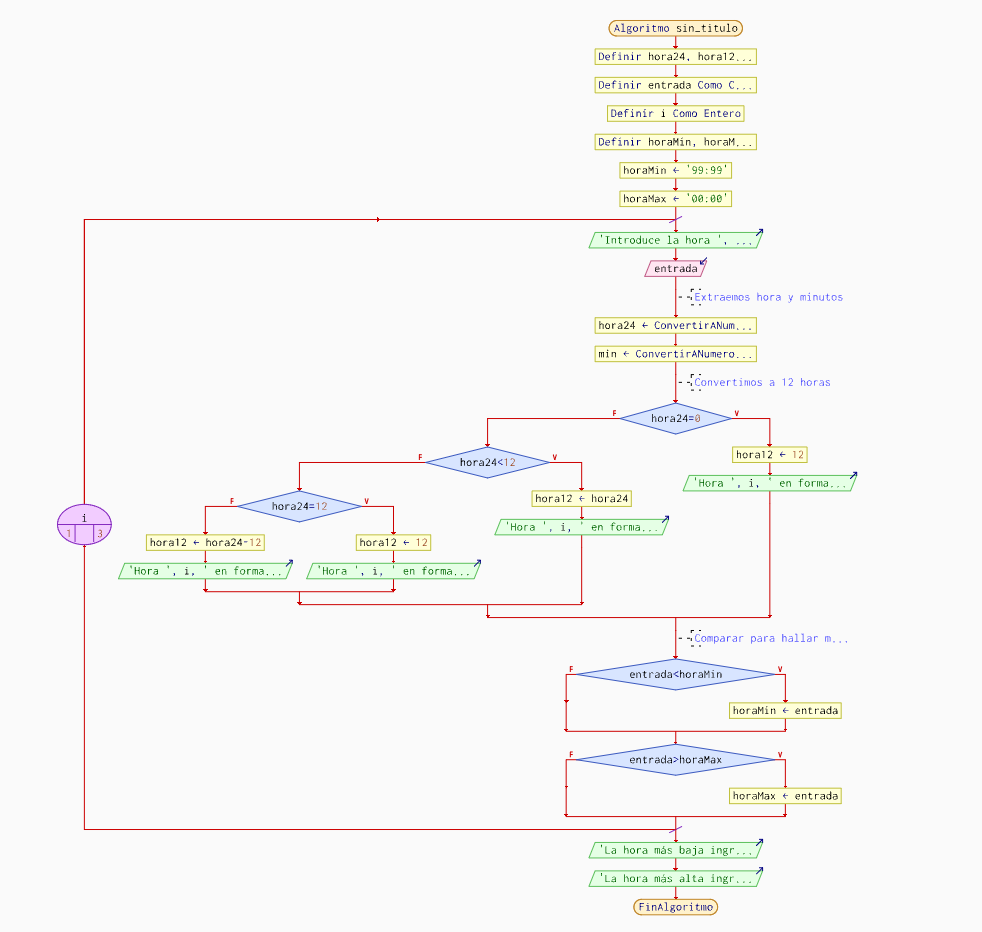 Algoritmo sin_titulo
Definir hora24, hora12...
Definir entrada Como C...
Definir i Como Entero
Definir horaMin, horaM...
horaMin ← '99:99'
horaMax ← '00:00'
'Introduce la hora ', ...
entrada
Extraemos hora y minutos
hora24 ← ConvertirANum...
min ← ConvertirANumero...
Convertimos a 12 horas
F hora24=0 V
hora12 ← 12
F hora24<12 V
'Hora ', i, ' en forma...
hora12 ← hora24
F hora24=12 V
'Hora ', i, ' en forma...
i
1 3
hora12 ← hora24-12 hora12 ← 12
'Hora ', i, ' en forma... 'Hora ', i, ' en forma...
Comparar para hallar m...
F entrada<horaMin V
horaMin ← entrada
F entrada>horaMax V
horaMax ← entrada
'La hora más baja ingr...
'La hora más alta ingr...
FinAlgoritmo